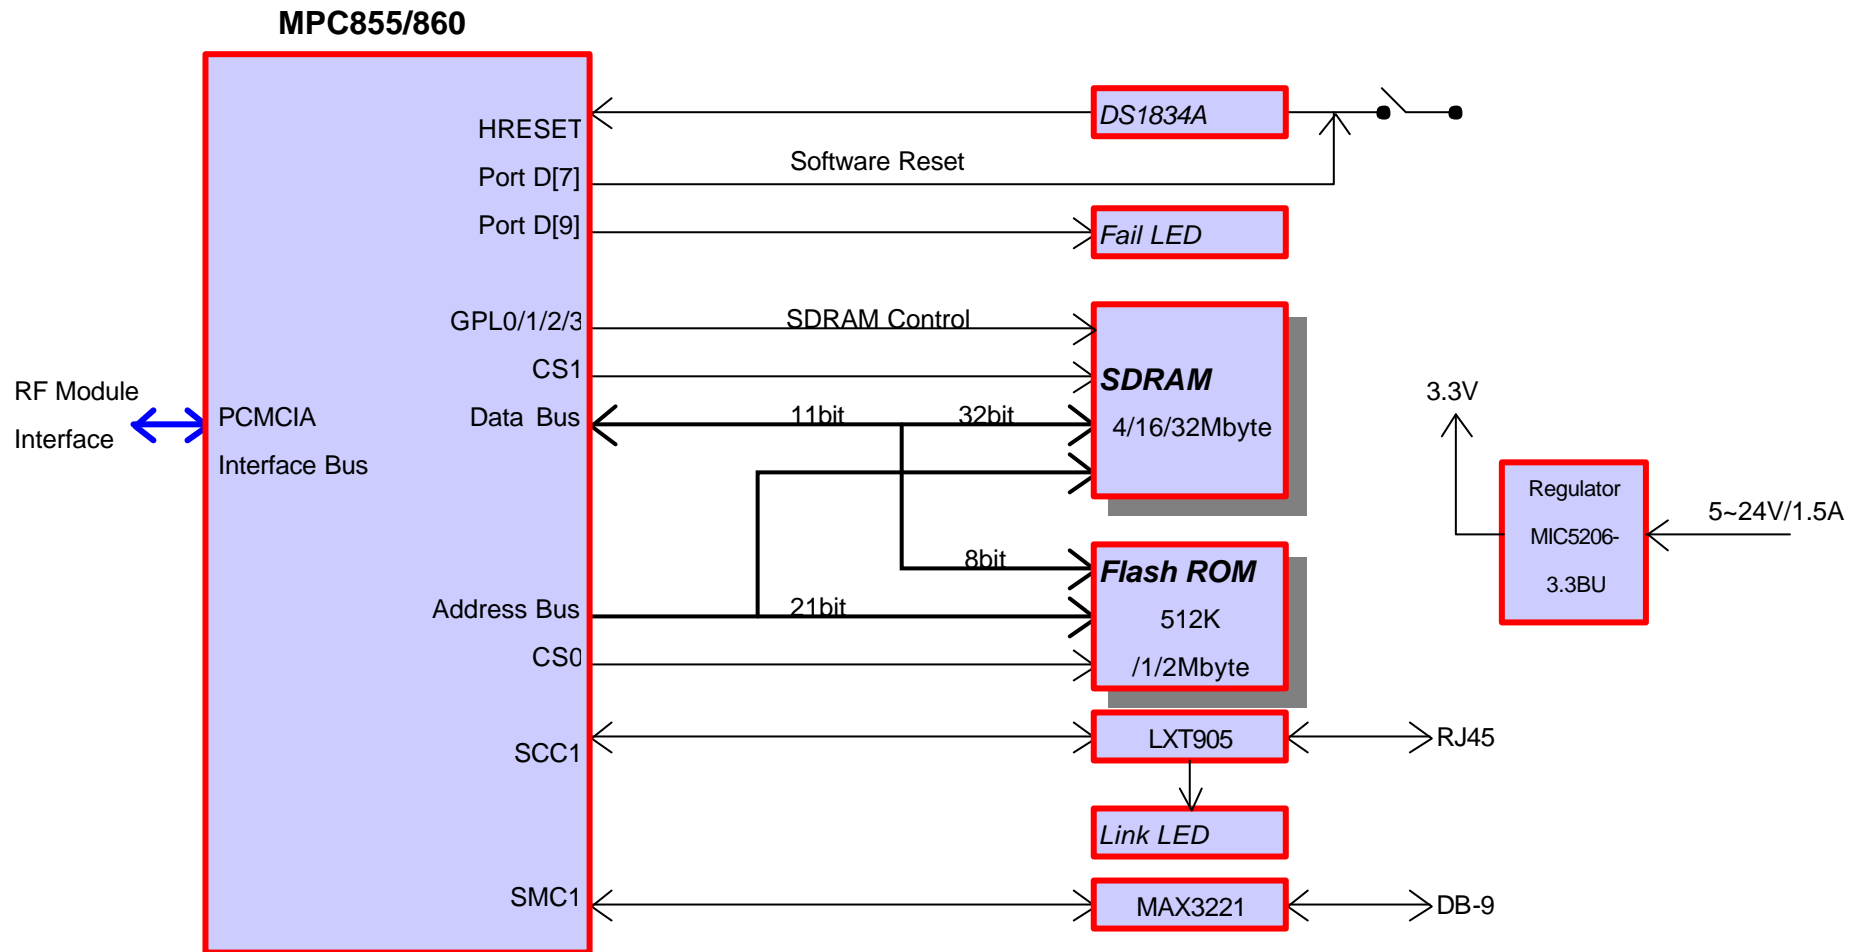 MPC855/860
HRESET
DS1834A
Port D[7]
Software Reset
Port D[9]
Fail LED
GPL0/1/2/3
SDRAM Control
CS1
SDRAM
RF Module
Interface
PCMCIA
Interface Bus
Data Bus
11bit
32bit
4/16/32Mbyte
3.3V
Regulator
MIC5206-
3.3BU
5~24V/1.5A
8bit
Flash ROM
512K
/1/2Mbyte
Address Bus
21bit
CS0
SCC1
LXT905
RJ45
Link LED
SMC1
MAX3221
DB-9